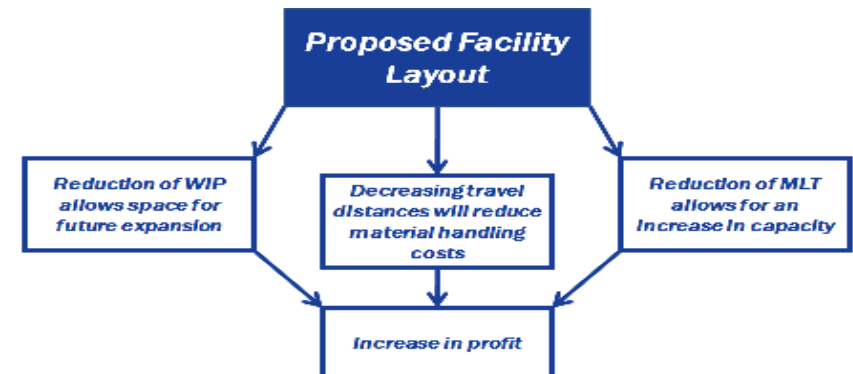 Proposed Facility
Layout
Reduction of WIP
allows space for
future expansion
Decreasing travel
distances will reduce
material handling
costs
Reduction of MLT
allows for an
Increase in capacity
Increase in profit